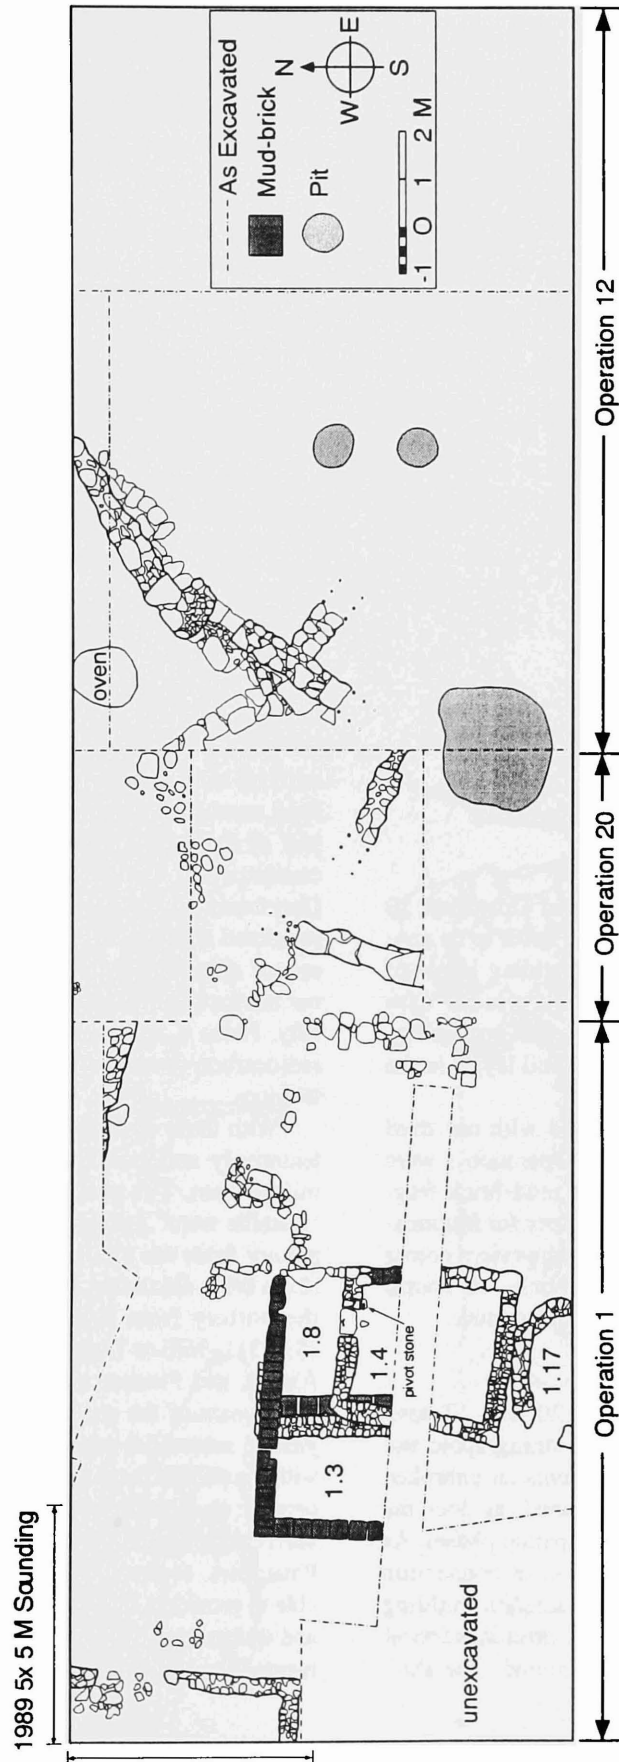 1989 5x 5 M Sounding
As Excavated
Mud-brick
Pit
N
E
W
S
-1 0 1 2 M
oven
1.8
1.4
1.3
pivot stone
1.17
unexcavated
Operation 1
Operation 20
Operation 12